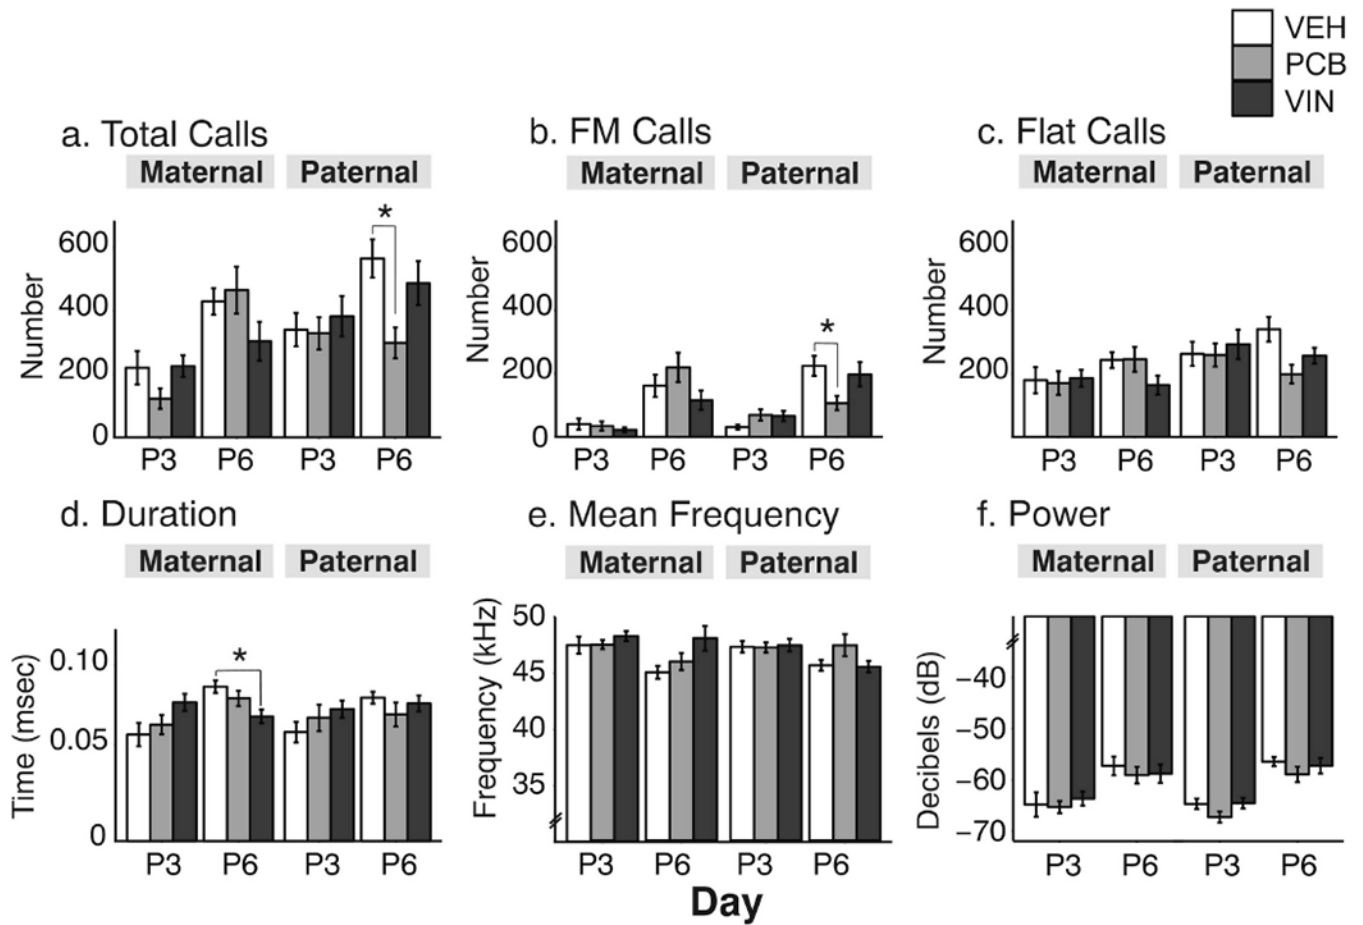 VEH
PCB
VIN
a. Total Calls
Maternal Paternal
Number
600
400
200
0
*
P3 P6 P3 P6
b. FM Calls
Maternal Paternal
Number
600
400
200
0
*
P3 P6 P3 P6
c. Flat Calls
Maternal Paternal
Number
600
400
200
P3 P6 P3 P6
d. Duration
Maternal Paternal
Time (msec)
0.10
0.05
0
*
P3 P6 P3 P6
e. Mean Frequency
Maternal Paternal
Frequency (kHz)
50
45
40
35
P3 P6 P3 P6
f. Power
Maternal Paternal
Decibels (dB)
−40
−50
−60
−70
P3 P6 P3 P6
Day